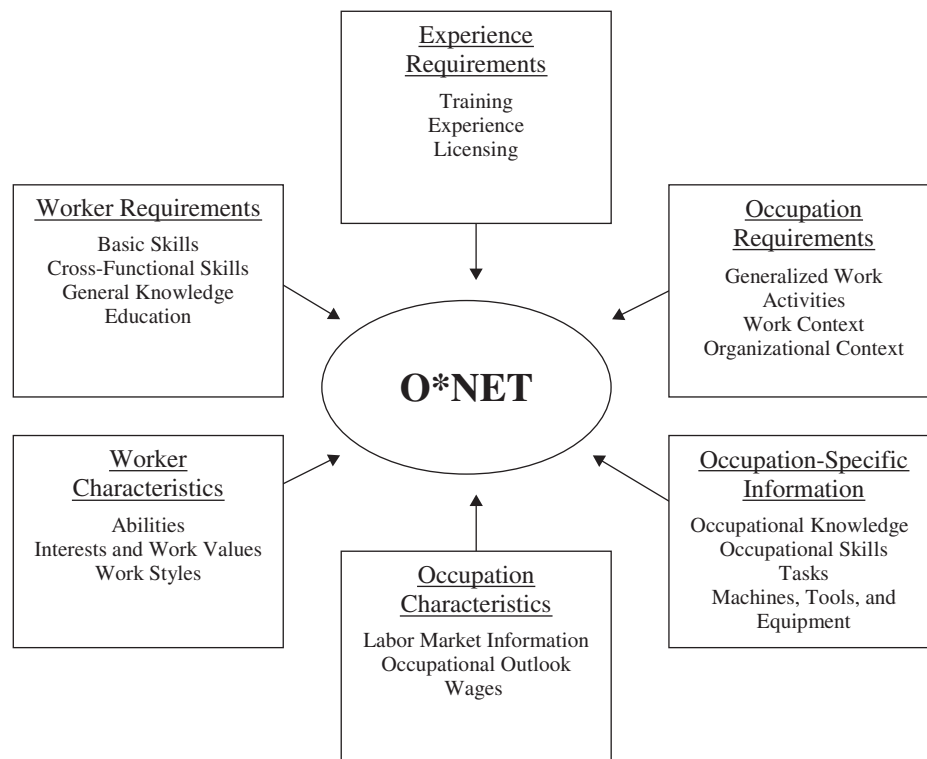 Experience
Requirements
Training
Experience
Licensing
Worker Requirements
Basic Skills
Cross-Functional Skills
General Knowledge
Education
Occupation
Requirements
Generalized Work
Activities
Work Context
Organizational Context
O*NET
Worker
Characteristics
Abilities
Interests and Work Values
Work Styles
Occupation
Characteristics
Labor Market Information
Occupational Outlook
Wages
Occupation-Specific
Information
Occupational Knowledge
Occupational Skills
Tasks
Machines, Tools, and
Equipment